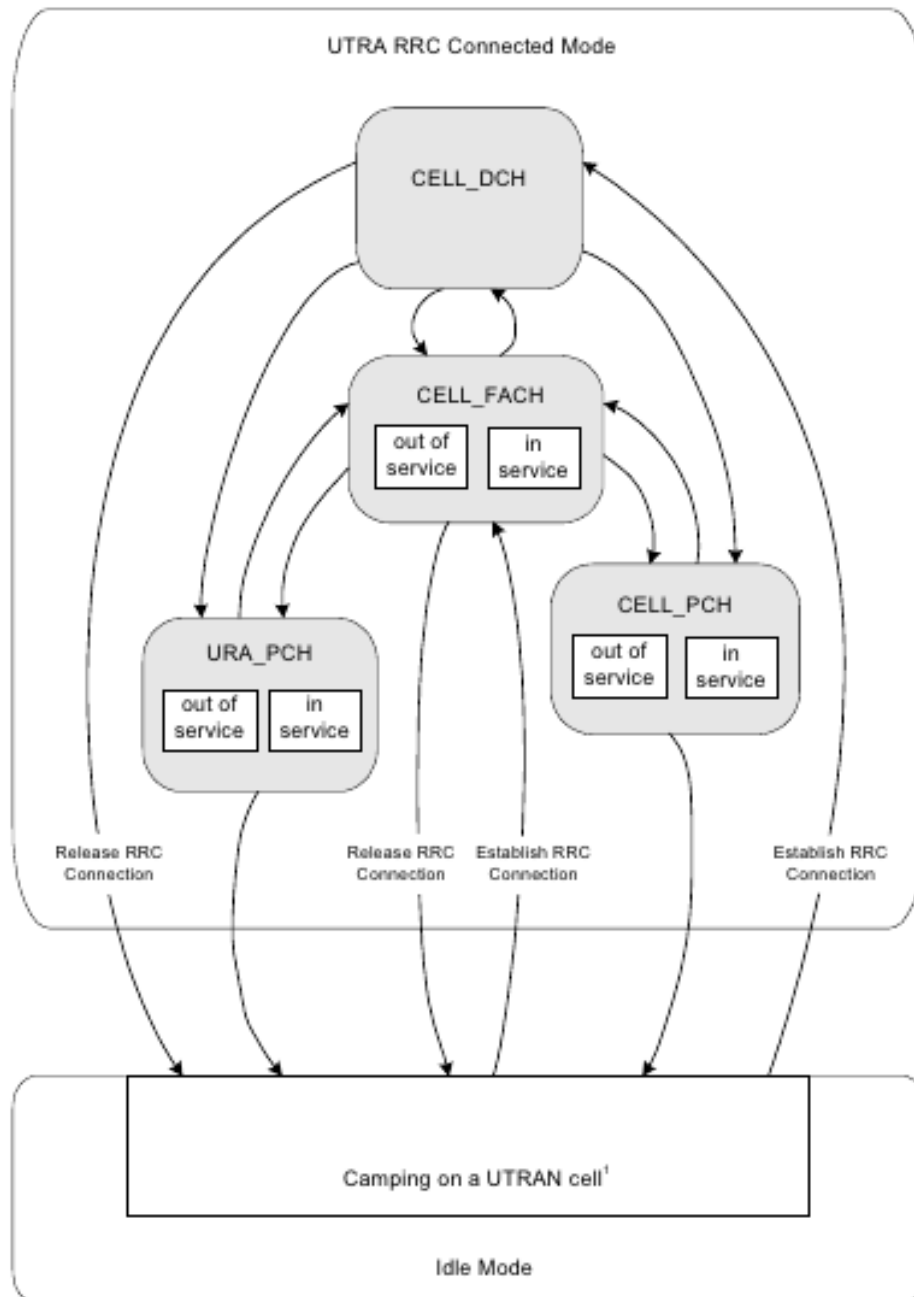 UTRA RRC Connected Mode
CELL_DCH
CELL_FACH
out of
service
in
service
CELL_PCH
out of
service
in
service
URA_PCH
out of
service
in
service
Release RRC
Connection
Release RRC
Connection
Establish RRC
Connection
Establish RRC
Connection
Camping on a UTRAN cell¹
Idle Mode